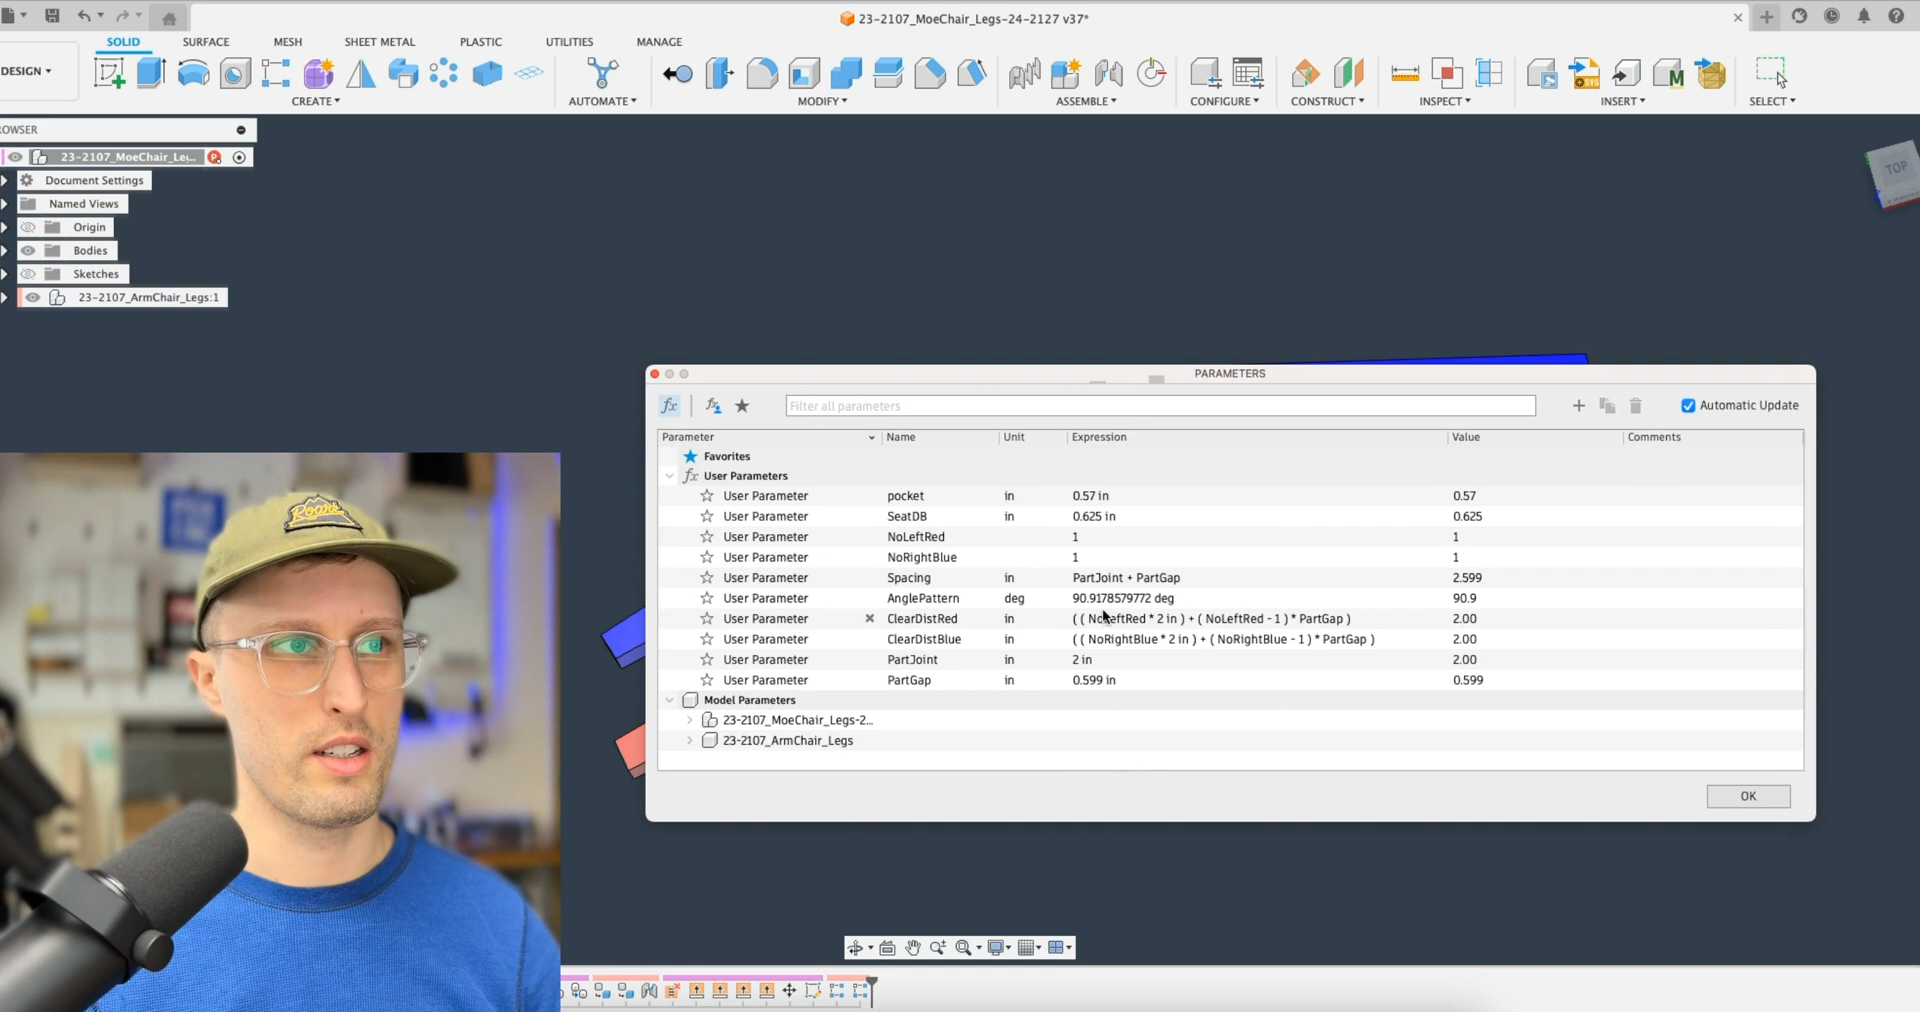 23-2107_MoeChair_Legs-24-2127 v37*
SOLID SURFACE MESH SHEET METAL PLASTIC UTILITIES MANAGE
DESIGN
CREATE AUTOMATE MODIFY ASSEMBLE CONFIGURE CONSTRUCT INSPECT INSERT SELECT
OWSER
23-2107_MoeChair_Le...
Document Settings
Named Views
Origin
Bodies
Sketches
23-2107_ArmChair_Legs:1
TOP
PARAMETERS
fx Filter all parameters Automatic Update
Parameter Name Unit Expression Value Comments
Favorites
fx User Parameters
User Parameter pocket in 0.57 in 0.57
User Parameter SeatDB in 0.625 in 0.625
User Parameter NoLeftRed 1 1
User Parameter NoRightBlue 1 1
User Parameter Spacing in PartJoint + PartGap 2.599
User Parameter AnglePattern deg 90.9178579772 deg 90.9
User Parameter ClearDistRed in ( ( NoLeftRed * 2 in ) + ( NoLeftRed - 1 ) * PartGap ) 2.00
User Parameter ClearDistBlue in ( ( NoRightBlue * 2 in ) + ( NoRightBlue - 1 ) * PartGap ) 2.00
User Parameter PartJoint in 2 in 2.00
User Parameter PartGap in 0.599 in 0.599
Model Parameters
23-2107_MoeChair_Legs-2...
23-2107_ArmChair_Legs
OK
Roark